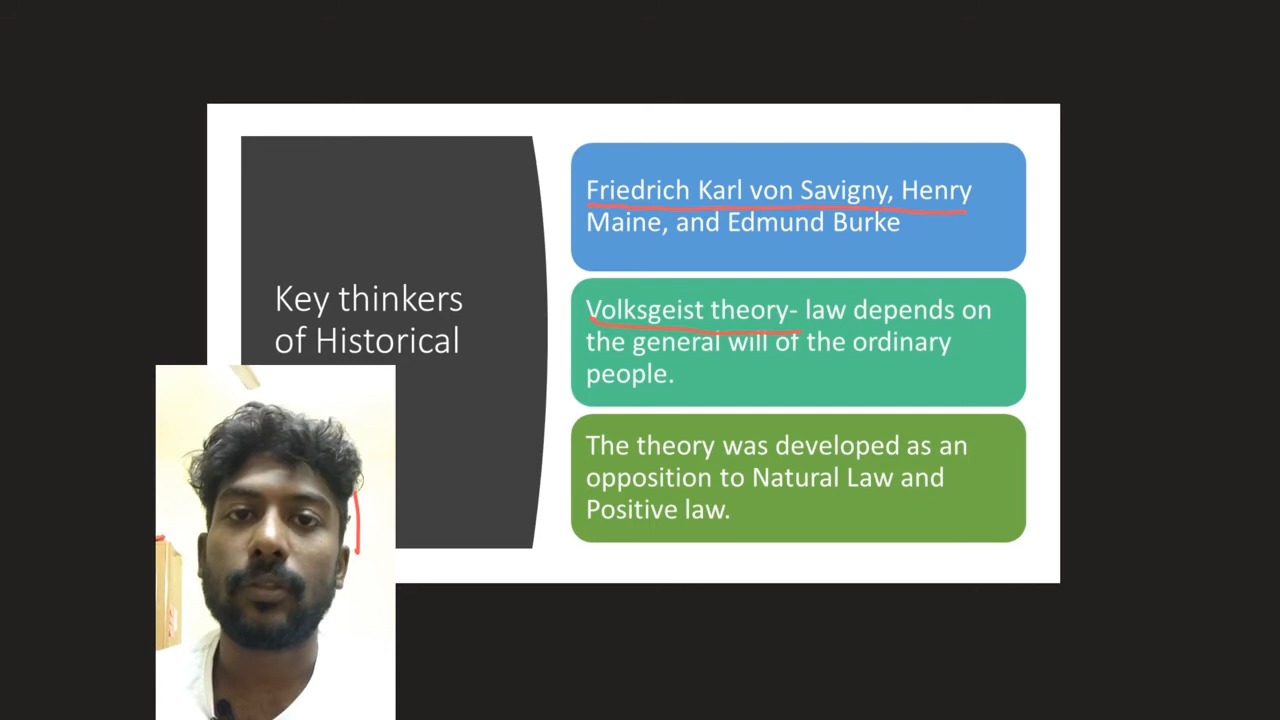 Key thinkers
of Historical
Friedrich Karl von Savigny, Henry
Maine, and Edmund Burke
Volksgeist theory- law depends on
the general will of the ordinary
people.
The theory was developed as an
opposition to Natural Law and
Positive law.